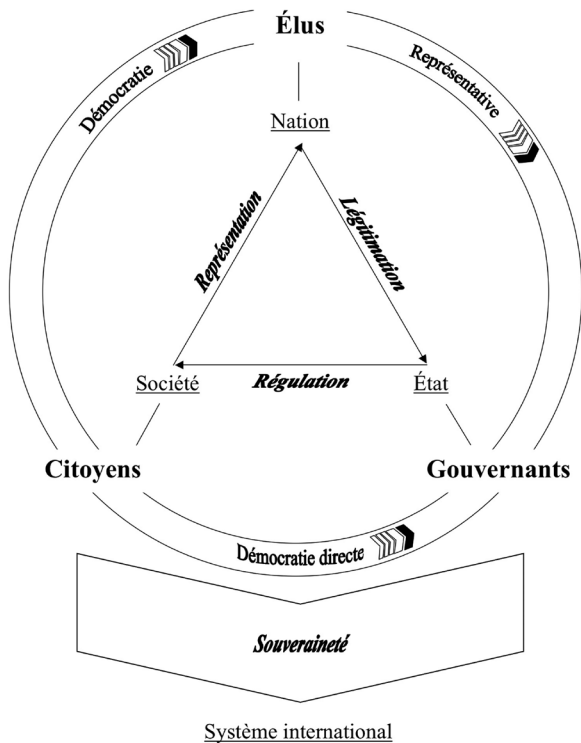 Élus
Démocratie
Représentative
Nation
Représentation
Légitimation
Société
Régulation
État
Citoyens
Gouvernants
Démocratie directe
Souveraineté
Système international